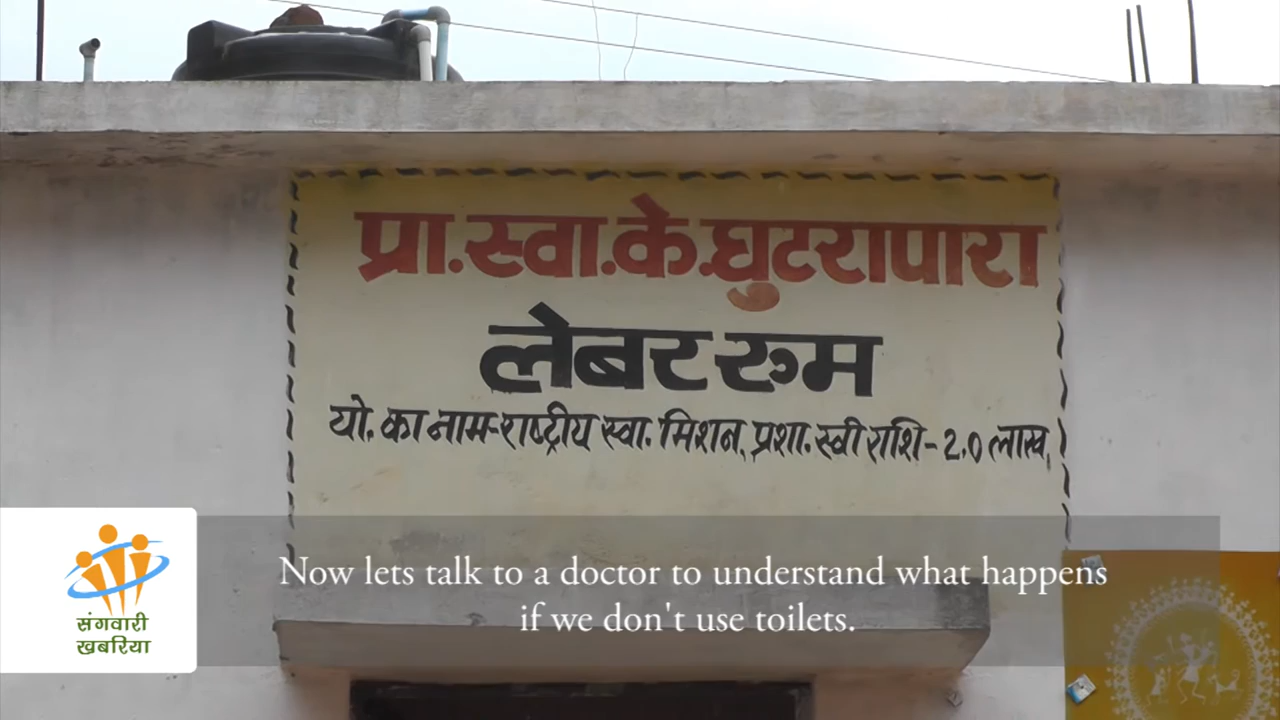 प्रा.स्वा.के.घुटरापारा
लेबर रुम
यो. का नाम-राष्ट्रीय स्वा. मिशन, प्रशा. स्वी राशि-2.0 लाख,
Now lets talk to a doctor to understand what happens
if we don't use toilets.
संगवारी
खबरिया